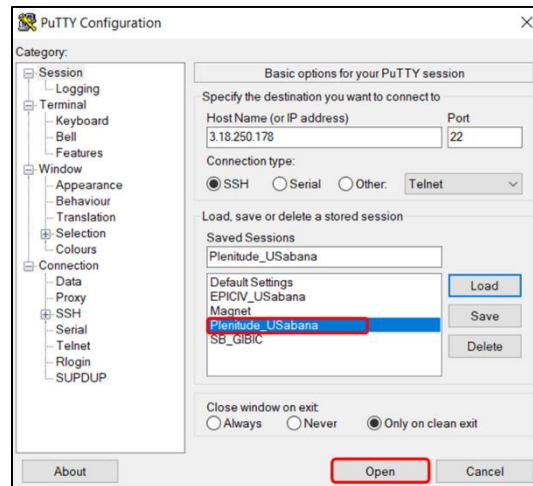 PuTTY Configuration
Category:
Session
Logging
Terminal
Keyboard
Bell
Features
Window
Appearance
Behaviour
Translation
Selection
Colours
Connection
Data
Proxy
SSH
Serial
Telnet
Rlogin
SUPDUP
Basic options for your PuTTY session
Specify the destination you want to connect to
Host Name (or IP address) Port
3.18.250.178 22
Connection type:
SSH Serial Other: Telnet
Load, save or delete a stored session
Saved Sessions
Plenitude_USabana
Default Settings
EPICIV_USabana
Magnet
Plenitude_USabana
SB_GIBIC
Load
Save
Delete
Close window on exit:
Always Never Only on clean exit
About Open Cancel